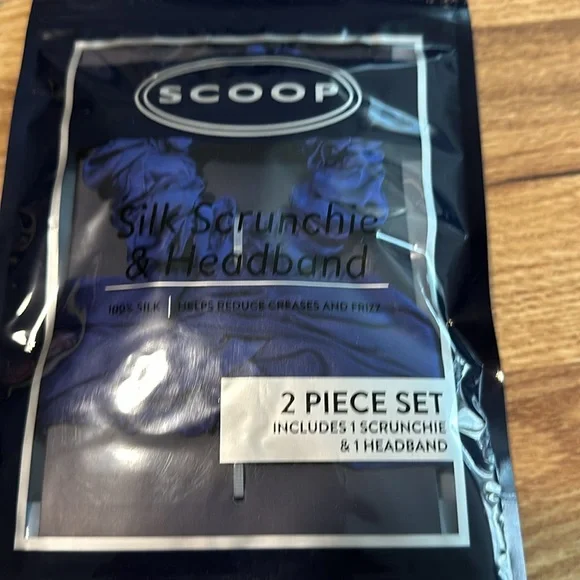 SCOOP
Silk Scrunchie
& Headband
100% SILK | HELPS REDUCE CREASES AND FRIZZ
2 PIECE SET
INCLUDES 1 SCRUNCHIE
& 1 HEADBAND